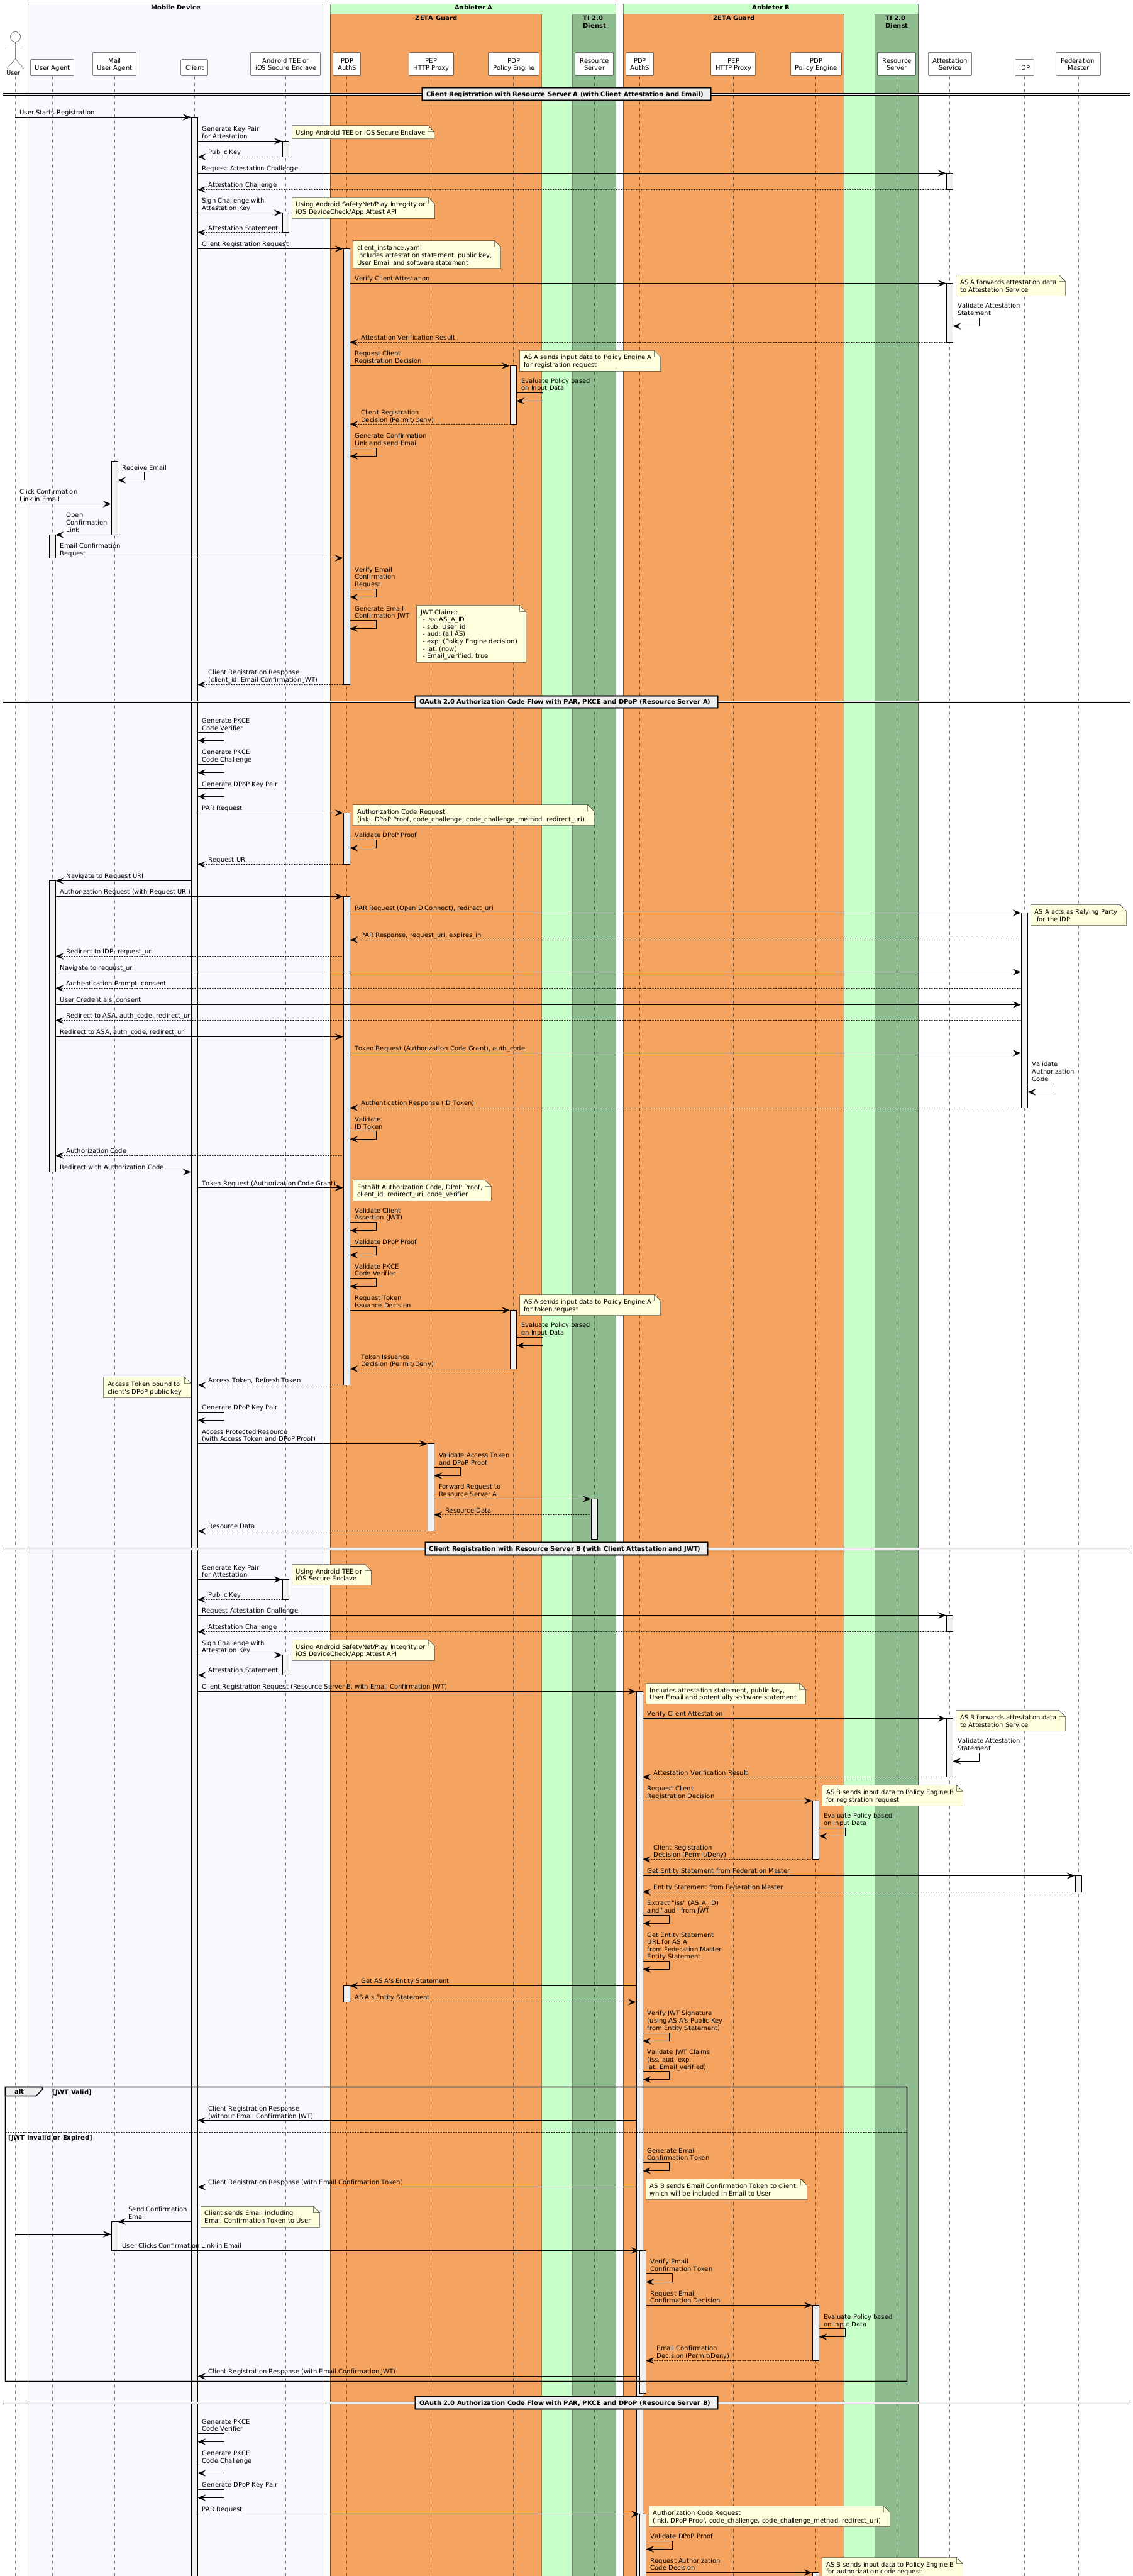 Mobile Device
Anbieter A
Anbieter B
ZETA Guard
TI 2.0
Dienst
ZETA Guard
TI 2.0
Dienst
User
User Agent
Mail
User Agent
Client
Android TEE or
iOS Secure Enclave
PDP
AuthS
PEP
HTTP Proxy
PDP
Policy Engine
Resource
Server
PDP
AuthS
PEP
HTTP Proxy
PDP
Policy Engine
Resource
Server
Attestation
Service
IDP
Federation
Master
Client Registration with Resource Server A (with Client Attestation and Email)
User Starts Registration
Generate Key Pair
for Attestation
Using Android TEE or iOS Secure Enclave
Public Key
Request Attestation Challenge
Attestation Challenge
Sign Challenge with
Attestation Key
Using Android SafetyNet/Play Integrity or
iOS DeviceCheck/App Attest API
Attestation Statement
Client Registration Request
client_instance.yaml
Includes attestation statement, public key,
User Email and software statement
Verify Client Attestation
AS A forwards attestation data
to Attestation Service
Validate Attestation
Statement
Attestation Verification Result
Request Client
Registration Decision
AS A sends input data to Policy Engine A
for registration request
Evaluate Policy based
on Input Data
Client Registration
Decision (Permit/Deny)
Generate Confirmation
Link and send Email
Receive Email
Click Confirmation
Link in Email
Open
Confirmation
Link
Email Confirmation
Request
Verify Email
Confirmation
Request
Generate Email
Confirmation JWT
JWT Claims:
- iss: AS_A_ID
- sub: User_id
- aud: (all AS)
- exp: (Policy Engine decision)
- iat: (now)
- Email_verified: true
Client Registration Response
(client_id, Email Confirmation JWT)
OAuth 2.0 Authorization Code Flow with PAR, PKCE and DPoP (Resource Server A)
Generate PKCE
Code Verifier
Generate PKCE
Code Challenge
Generate DPoP Key Pair
PAR Request
Authorization Code Request
(inkl. DPoP Proof, code_challenge, code_challenge_method, redirect_uri)
Validate DPoP Proof
Request URI
Navigate to Request URI
Authorization Request (with Request URI)
PAR Request (OpenID Connect), redirect_uri
AS A acts as Relying Party
for the IDP
PAR Response, request_uri, expires_in
Redirect to IDP, request_uri
Navigate to request_uri
Authentication Prompt, consent
User Credentials, consent
Redirect to ASA, auth_code, redirect_uri
Redirect to ASA, auth_code, redirect_uri
Token Request (Authorization Code Grant), auth_code
Validate
Authorization
Code
Authentication Response (ID Token)
Validate
ID Token
Authorization Code
Redirect with Authorization Code
Token Request (Authorization Code Grant)
Enthält Authorization Code, DPoP Proof,
client_id, redirect_uri, code_verifier
Validate Client
Assertion (JWT)
Validate DPoP Proof
Validate PKCE
Code Verifier
Request Token
Issuance Decision
AS A sends input data to Policy Engine A
for token request
Evaluate Policy based
on Input Data
Token Issuance
Decision (Permit/Deny)
Access Token bound to
client's DPoP public key
Access Token, Refresh Token
Generate DPoP Key Pair
Access Protected Resource
(with Access Token and DPoP Proof)
Validate Access Token
and DPoP Proof
Forward Request to
Resource Server A
Resource Data
Resource Data
Client Registration with Resource Server B (with Client Attestation and JWT)
Generate Key Pair
for Attestation
Using Android TEE or
iOS Secure Enclave
Public Key
Request Attestation Challenge
Attestation Challenge
Sign Challenge with
Attestation Key
Using Android SafetyNet/Play Integrity or
iOS DeviceCheck/App Attest API
Attestation Statement
Client Registration Request (Resource Server B, with Email Confirmation JWT)
Includes attestation statement, public key,
User Email and potentially software statement
Verify Client Attestation
AS B forwards attestation data
to Attestation Service
Validate Attestation
Statement
Attestation Verification Result
Request Client
Registration Decision
AS B sends input data to Policy Engine B
for registration request
Evaluate Policy based
on Input Data
Client Registration
Decision (Permit/Deny)
Get Entity Statement from Federation Master
Entity Statement from Federation Master
Extract "iss" (AS_A_ID)
and "aud" from JWT
Get Entity Statement
URL for AS A
from Federation Master
Entity Statement
Get AS A's Entity Statement
AS A's Entity Statement
Verify JWT Signature
(using AS A's Public Key
from Entity Statement)
Validate JWT Claims
(iss, aud, exp,
iat, Email_verified)
alt
[JWT Valid]
Client Registration Response
(without Email Confirmation JWT)
[JWT Invalid or Expired]
Generate Email
Confirmation Token
Client Registration Response (with Email Confirmation Token)
AS B sends Email Confirmation Token to client,
which will be included in Email to User
Send Confirmation
Email
Client sends Email including
Email Confirmation Token to User
User Clicks Confirmation Link in Email
Verify Email
Confirmation Token
Request Email
Confirmation Decision
Evaluate Policy based
on Input Data
Email Confirmation
Decision (Permit/Deny)
Client Registration Response (with Email Confirmation JWT)
OAuth 2.0 Authorization Code Flow with PAR, PKCE and DPoP (Resource Server B)
Generate PKCE
Code Verifier
Generate PKCE
Code Challenge
Generate DPoP Key Pair
PAR Request
Authorization Code Request
(inkl. DPoP Proof, code_challenge, code_challenge_method, redirect_uri)
Validate DPoP Proof
Request Authorization
Code Decision
AS B sends input data to Policy Engine B
for authorization code request